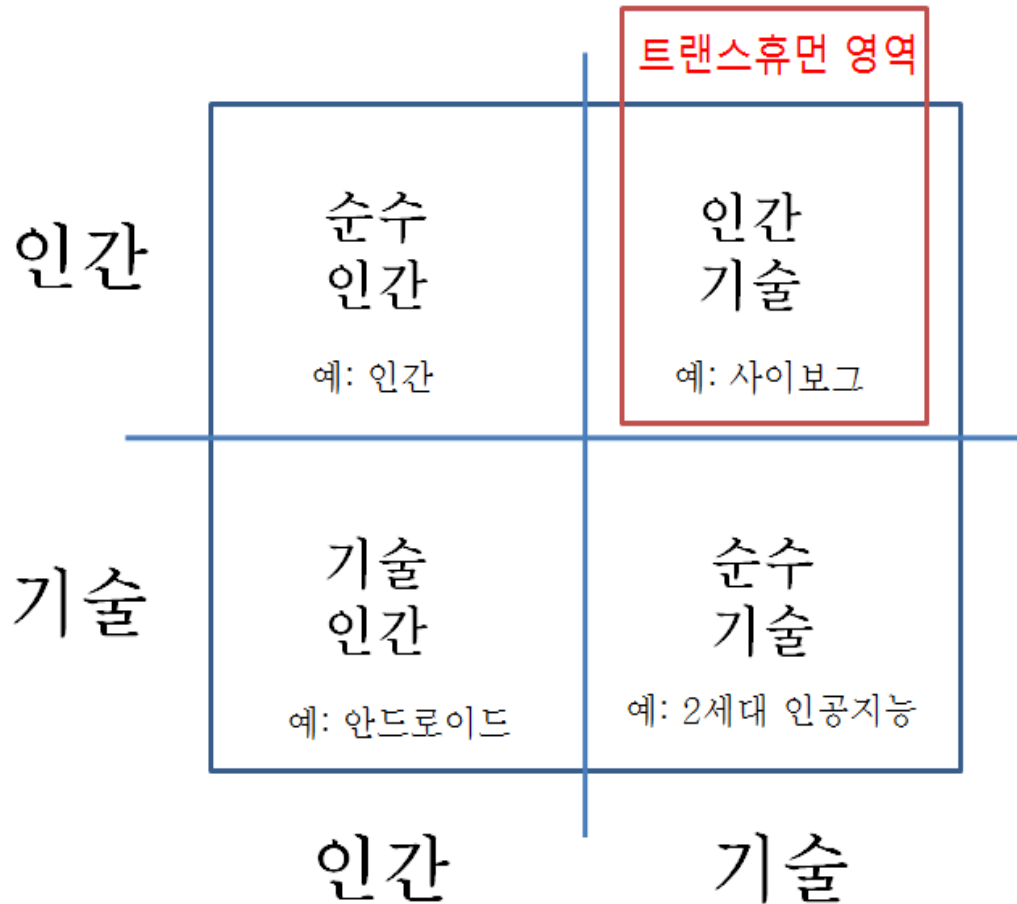 트랜스휴먼 영역
인간
순수
인간
예: 인간
인간
기술
예: 사이보그
기술
기술
인간
예: 안드로이드
순수
기술
예: 2세대 인공지능
인간
기술